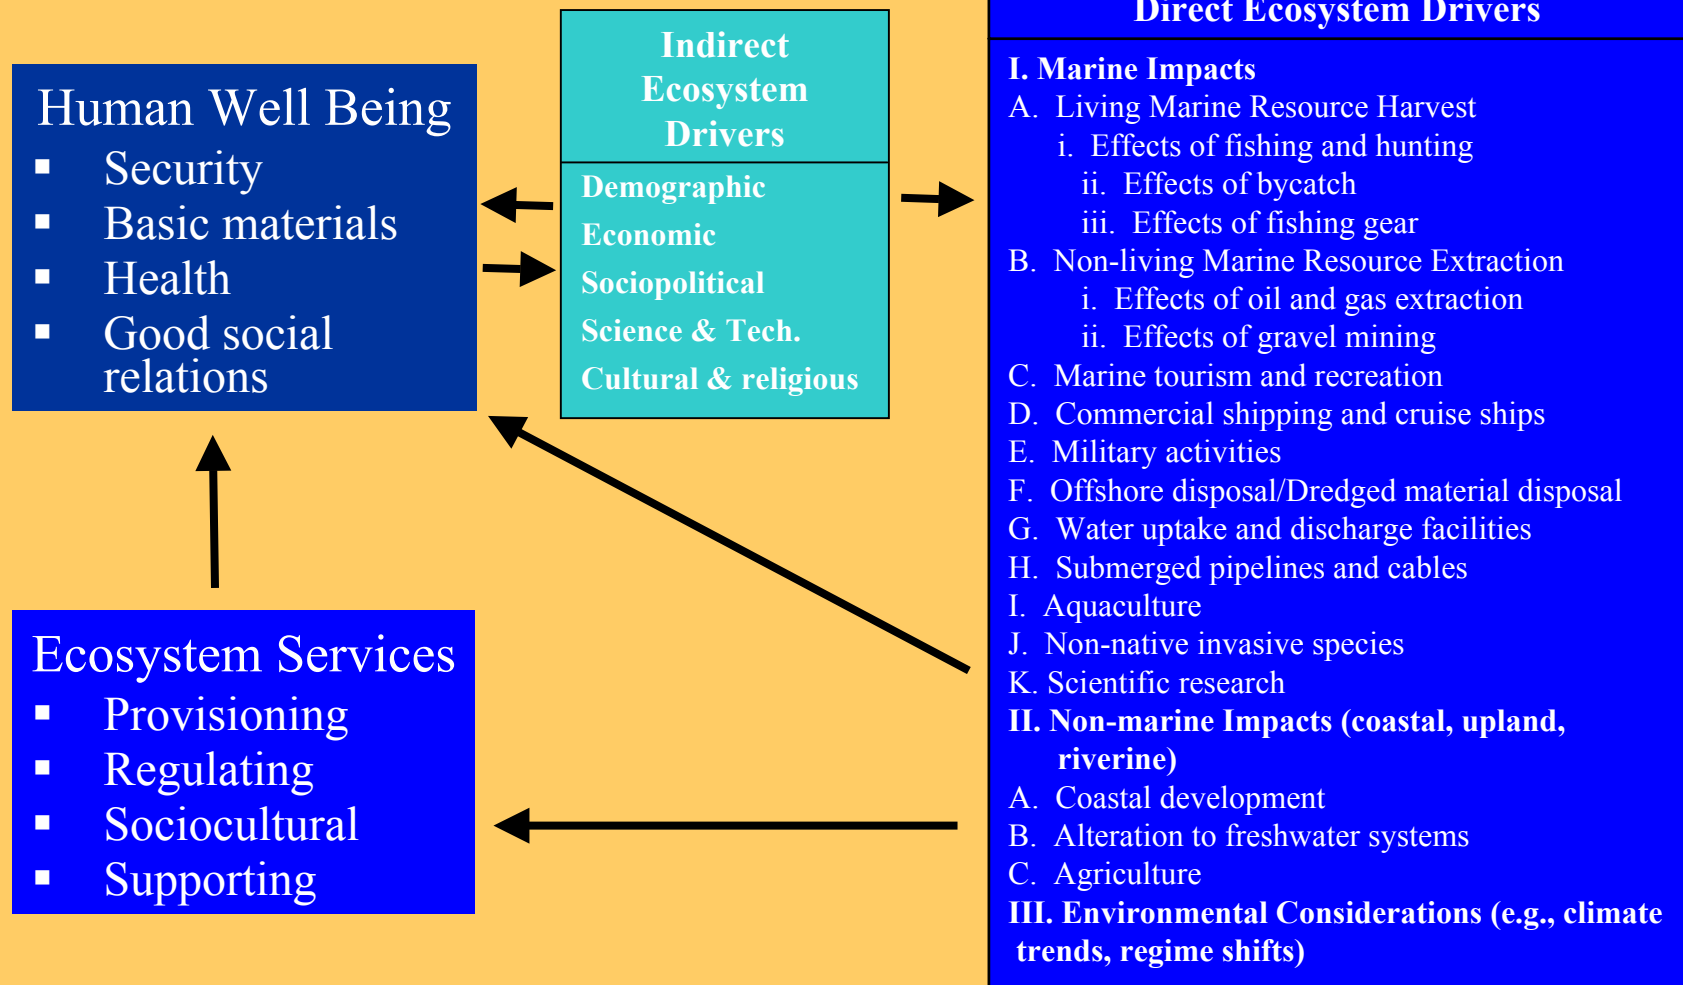 Human Well Being
▪ Security
▪ Basic materials
▪ Health
▪ Good social
relations
Indirect
Ecosystem
Drivers
Demographic
Economic
Sociopolitical
Science & Tech.
Cultural & religious
Ecosystem Services
▪ Provisioning
▪ Regulating
▪ Sociocultural
▪ Supporting
Direct Ecosystem Drivers
I. Marine Impacts
A. Living Marine Resource Harvest
i. Effects of fishing and hunting
ii. Effects of bycatch
iii. Effects of fishing gear
B. Non-living Marine Resource Extraction
i. Effects of oil and gas extraction
ii. Effects of gravel mining
C. Marine tourism and recreation
D. Commercial shipping and cruise ships
E. Military activities
F. Offshore disposal/Dredged material disposal
G. Water uptake and discharge facilities
H. Submerged pipelines and cables
I. Aquaculture
J. Non-native invasive species
K. Scientific research
II. Non-marine Impacts (coastal, upland,
riverine)
A. Coastal development
B. Alteration to freshwater systems
C. Agriculture
III. Environmental Considerations (e.g., climate
trends, regime shifts)